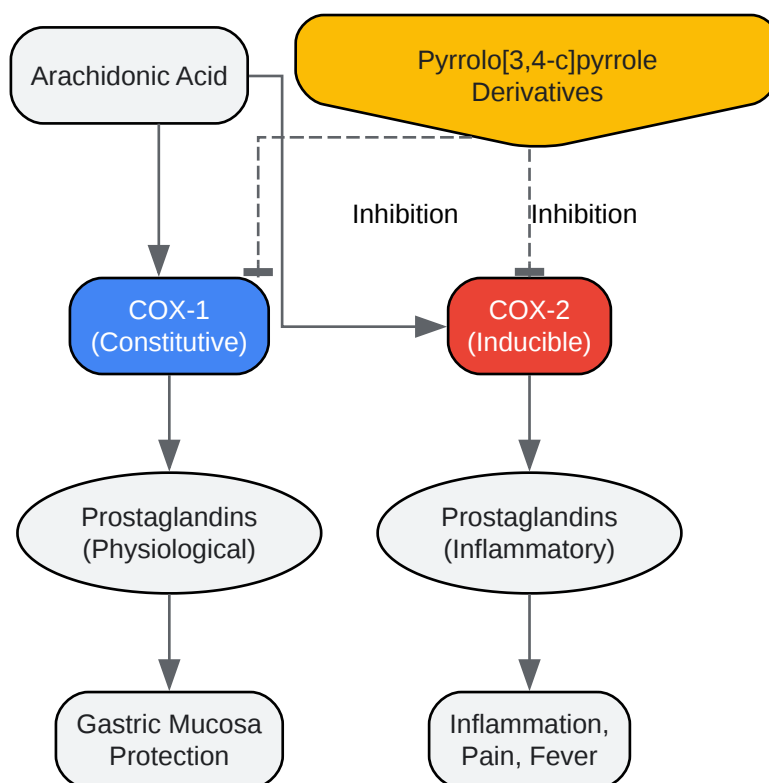 Arachidonic Acid
Pyrrolo[3,4-c]pyrrole
Derivatives
Inhibition
Inhibition
COX-1
(Constitutive)
COX-2
(Inducible)
Prostaglandins
(Physiological)
Prostaglandins
(Inflammatory)
Gastric Mucosa
Protection
Inflammation,
Pain, Fever